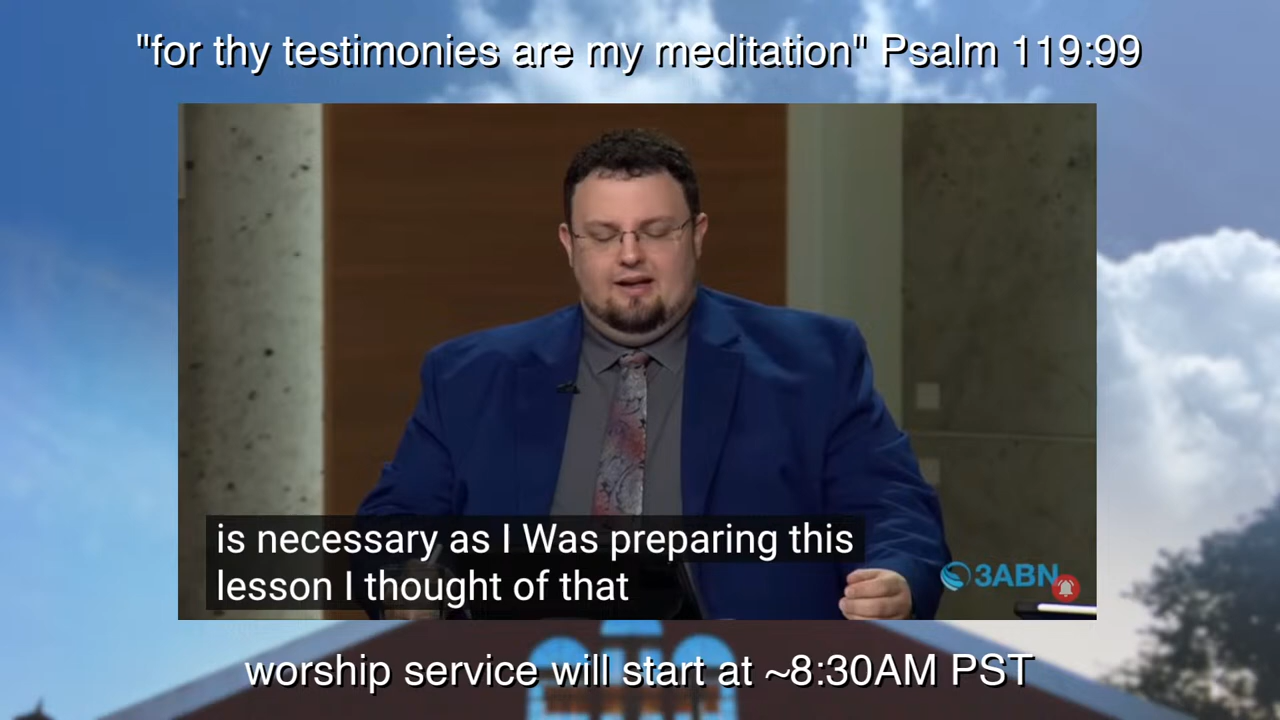 "for thy testimonies are my meditation" Psalm 119:99
is necessary as I Was preparing this
lesson I thought of that
3ABN
worship service will start at ~8:30AM PST